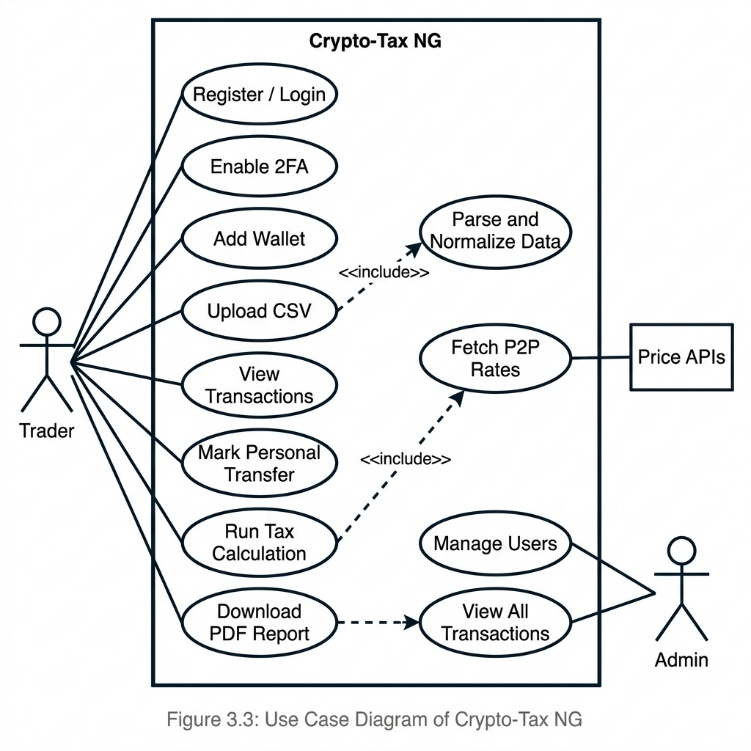 Crypto-Tax NG
Register / Login
Enable 2FA
Add Wallet
Parse and
Normalize Data
<<include>>
Upload CSV
Fetch P2P
Rates
Price APIs
View
Transactions
Trader
Mark Personal
Transfer
<<include>>
Run Tax
Calculation
Manage Users
Download
PDF Report
View All
Transactions
Admin
Figure 3.3: Use Case Diagram of Crypto-Tax NG